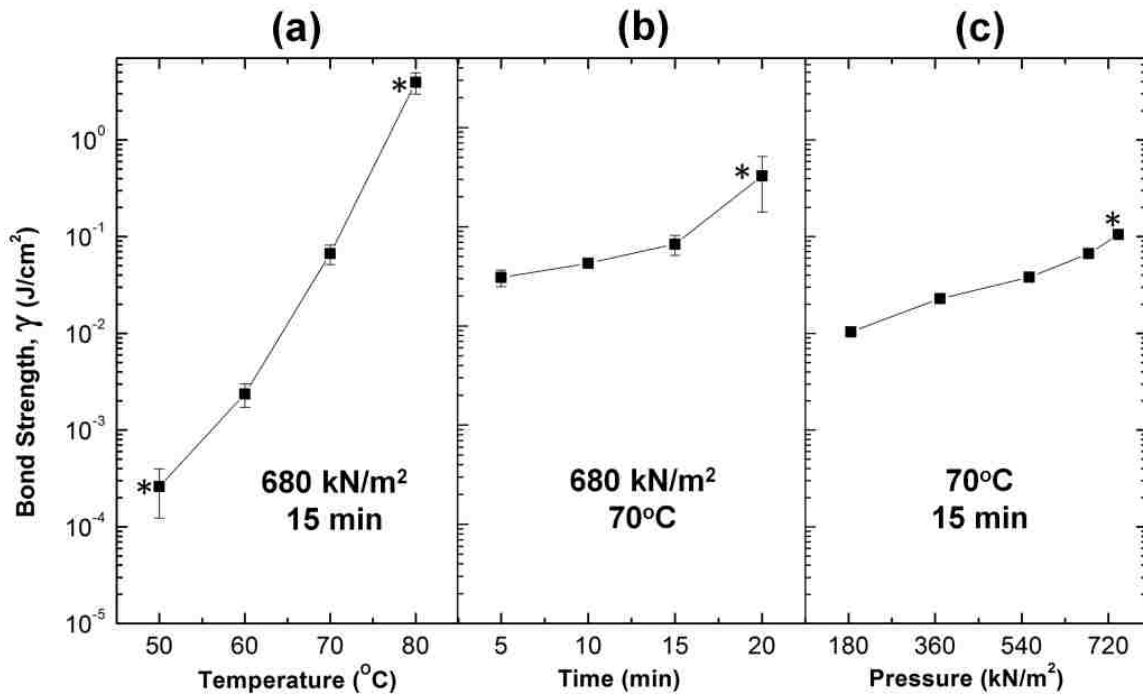 (a) (b) (c)
Bond Strength, γ (J/cm²)
10⁰
10⁻¹
10⁻²
10⁻³
10⁻⁴
10⁻⁵
*
*
680 kN/m²
15 min
50 60 70 80
Temperature (°C)
*
680 kN/m²
70°C
5 10 15 20
Time (min)
*
70°C
15 min
180 360 540 720
Pressure (kN/m²)